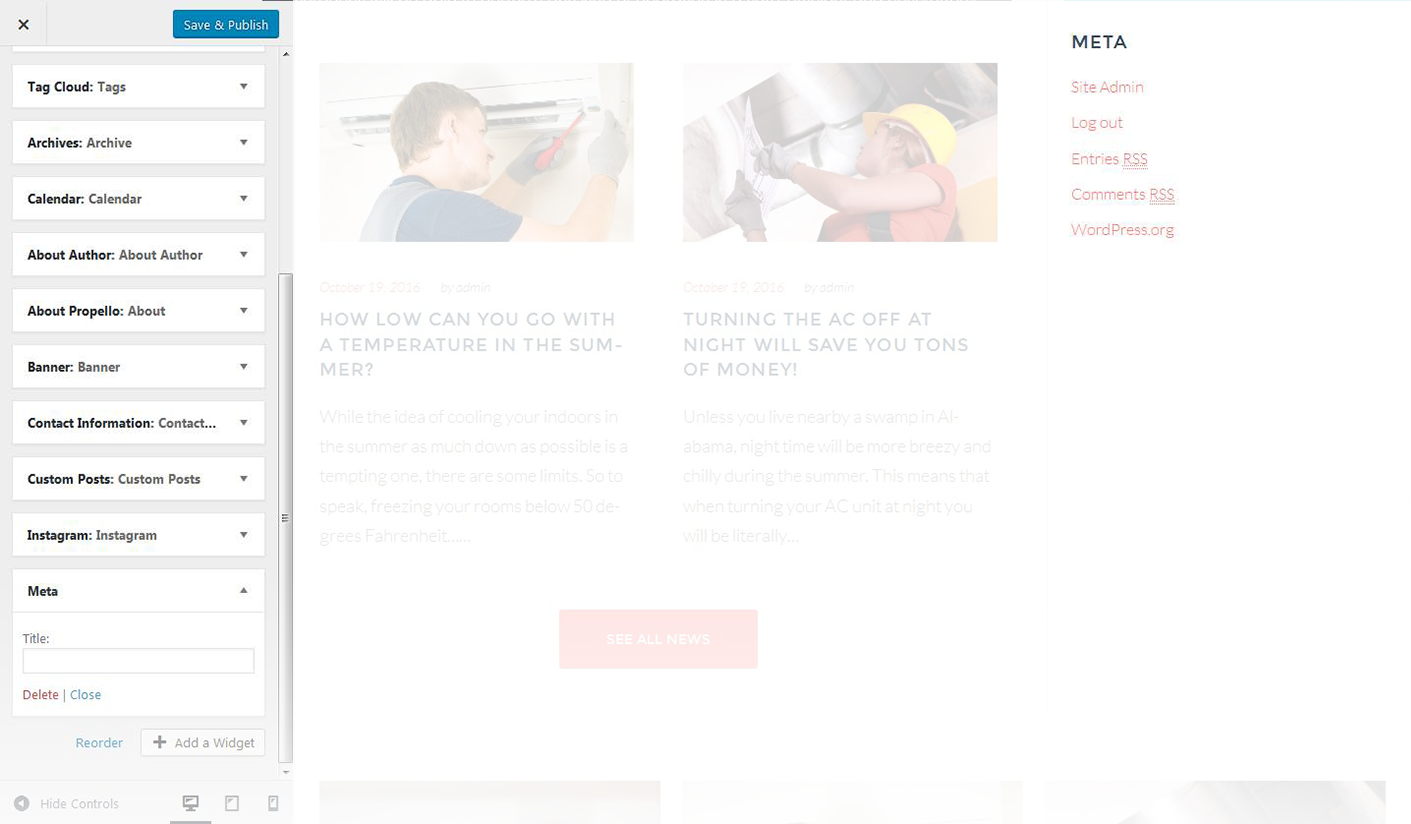 Save & Publish
Tag Cloud: Tags
Archives: Archive
Calendar: Calendar
About Author: About Author
About Propello: About
Banner: Banner
Contact Information: Contact...
Custom Posts: Custom Posts
Instagram: Instagram
Meta
Title:
Delete | Close
Reorder
Add a Widget
Hide Controls
October 19, 2016 by admin
HOW LOW CAN YOU GO WITH
A TEMPERATURE IN THE SUM-
MER?
While the idea of cooling your indoors in
the summer as much down as possible is a
tempting one, there are some limits. So to
speak, freezing your rooms below 50 de-
grees Fahrenheit......
October 19, 2016 by admin
TURNING THE AC OFF AT
NIGHT WILL SAVE YOU TONS
OF MONEY!
Unless you live nearby a swamp in Al-
abama, night time will be more breezy and
chilly during the summer. This means that
when turning your AC unit at night you
will be literally...
SEE ALL NEWS
META
Site Admin
Log out
Entries RSS
Comments RSS
WordPress.org